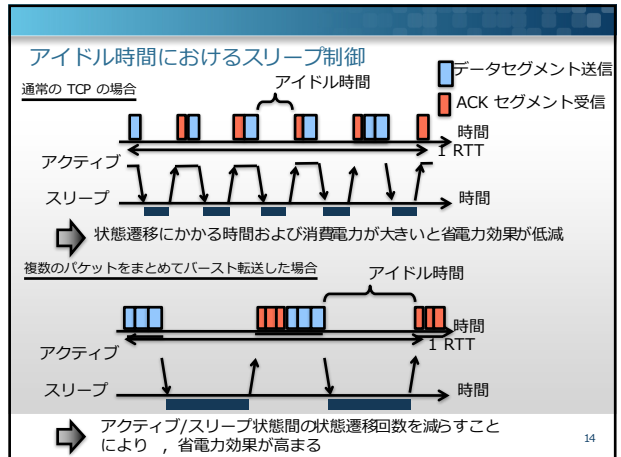 アイドル時間におけるスリープ制御
データセグメント送信
通常の TCP の場合
アイドル時間
ACK セグメント受信
時間
1 RTT
アクティブ
スリープ
時間
状態遷移にかかる時間および消費電力が大きいと省電力効果が低減
複数のパケットをまとめてバースト転送した場合
アイドル時間
時間
1 RTT
アクティブ
スリープ
時間
アクティブ/スリープ状態間の状態遷移回数を減らすこと
により , 省電力効果が高まる
14